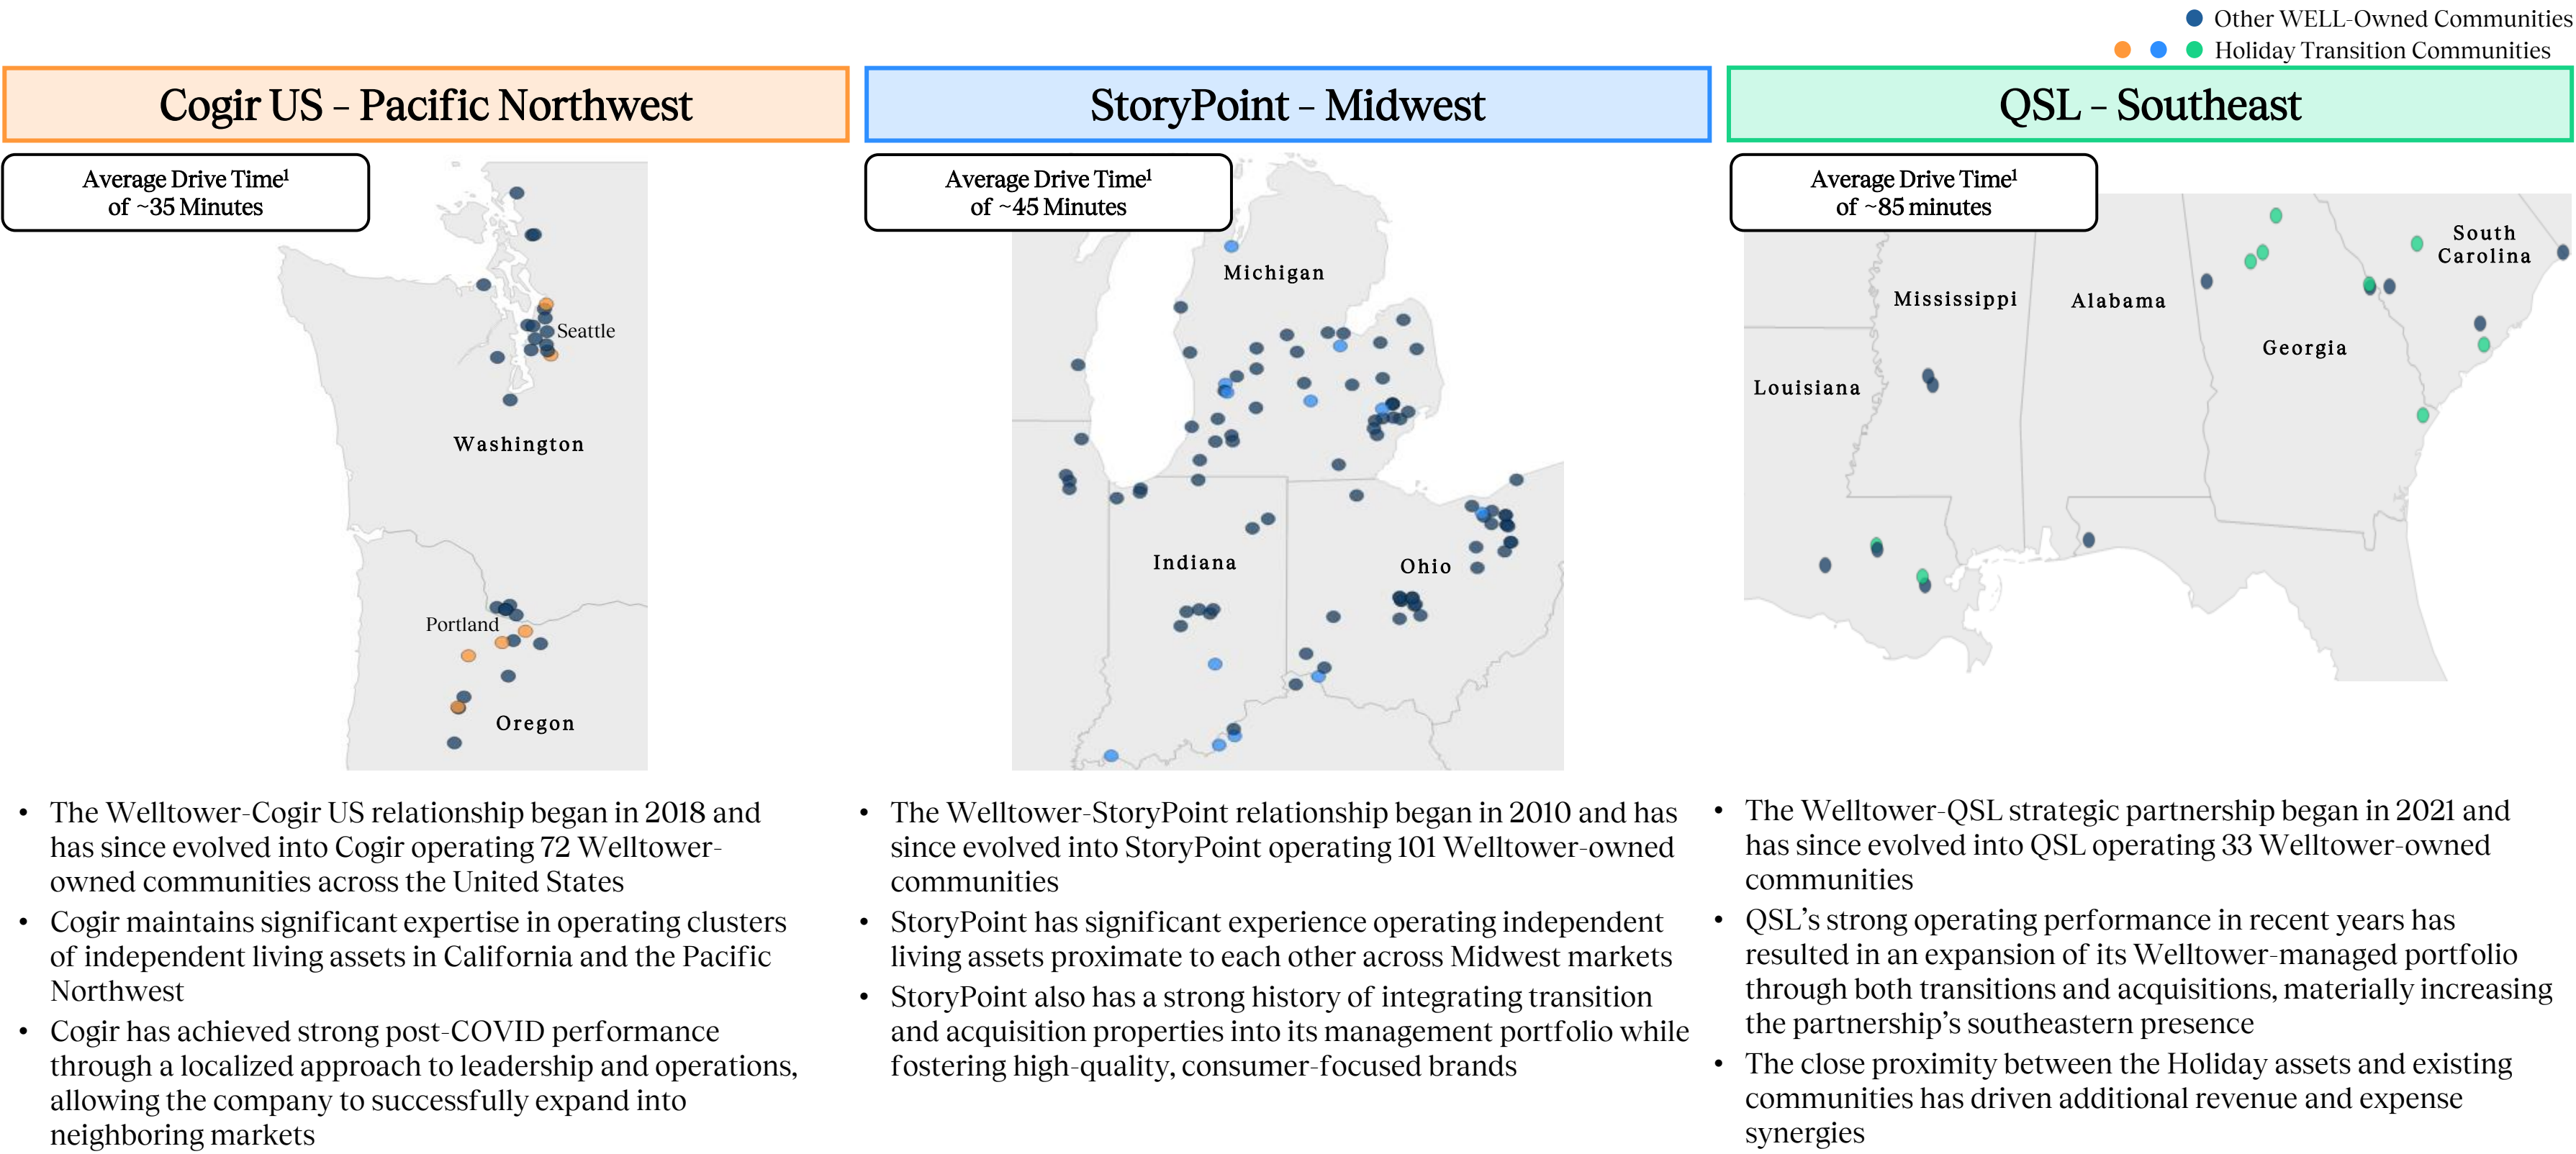 Other WELL-Owned Communities
Holiday Transition Communities
Cogir US – Pacific Northwest
Average Drive Time¹
of ~35 Minutes
Seattle
Washington
Portland
Oregon
• The Welltower-Cogir US relationship began in 2018 and
has since evolved into Cogir operating 72 Welltower-
owned communities across the United States
• Cogir maintains significant expertise in operating clusters
of independent living assets in California and the Pacific
Northwest
• Cogir has achieved strong post-COVID performance
through a localized approach to leadership and operations,
allowing the company to successfully expand into
neighboring markets
StoryPoint – Midwest
Average Drive Time¹
of ~45 Minutes
Michigan
Indiana
Ohio
• The Welltower-StoryPoint relationship began in 2010 and has
since evolved into StoryPoint operating 101 Welltower-owned
communities
• StoryPoint has significant experience operating independent
living assets proximate to each other across Midwest markets
• StoryPoint also has a strong history of integrating transition
and acquisition properties into its management portfolio while
fostering high-quality, consumer-focused brands
QSL – Southeast
Average Drive Time¹
of ~85 minutes
South
Carolina
Mississippi
Alabama
Georgia
Louisiana
• The Welltower-QSL strategic partnership began in 2021 and
has since evolved into QSL operating 33 Welltower-owned
communities
• QSL’s strong operating performance in recent years has
resulted in an expansion of its Welltower-managed portfolio
through both transitions and acquisitions, materially increasing
the partnership’s southeastern presence
• The close proximity between the Holiday assets and existing
communities has driven additional revenue and expense
synergies